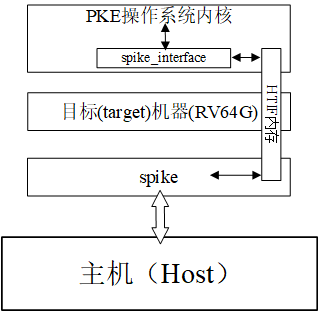 PKE操作系统内核
spike_interface
HTIF内存
目标(target)机器(RV64G)
spike
主机（Host）